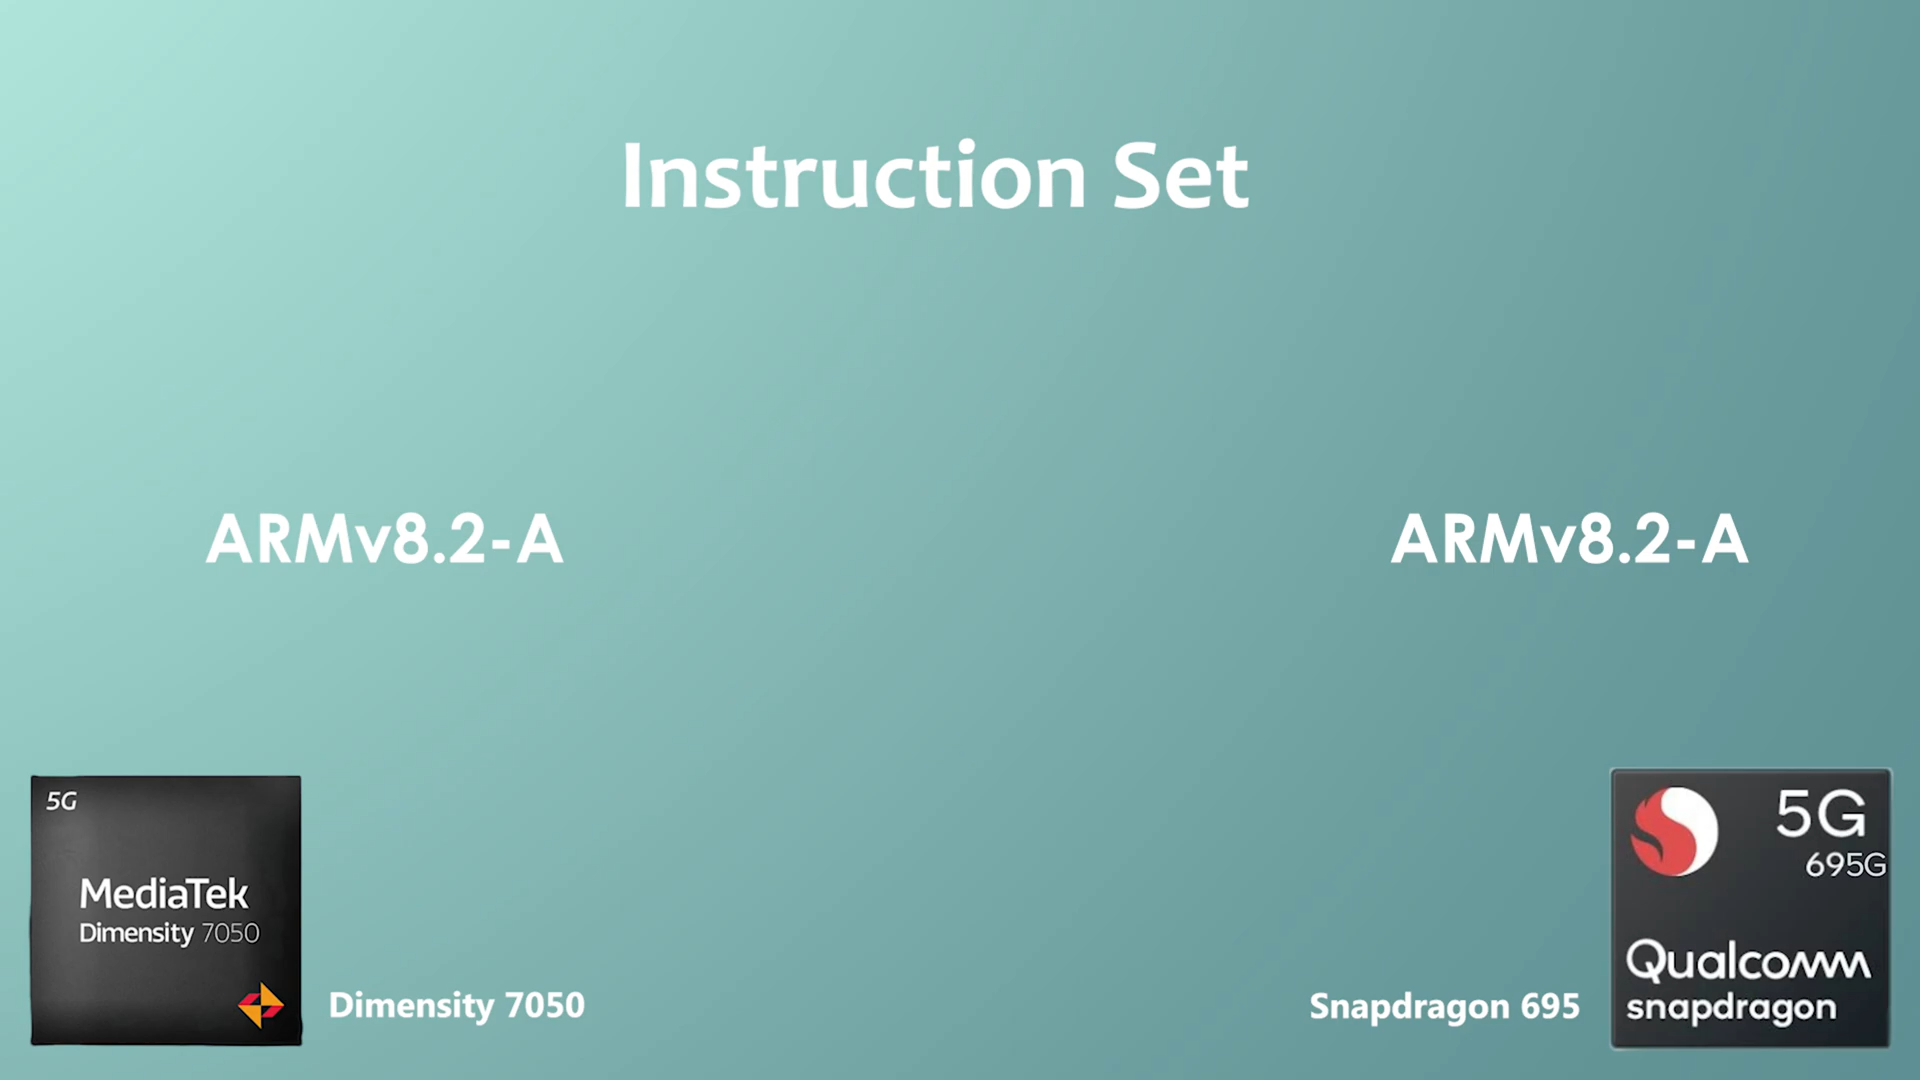 Instruction Set
ARMv8.2-A
ARMv8.2-A
5G
MediaTek
Dimensity 7050
Dimensity 7050
Snapdragon 695
5G
695G
Qualcomm
snapdragon